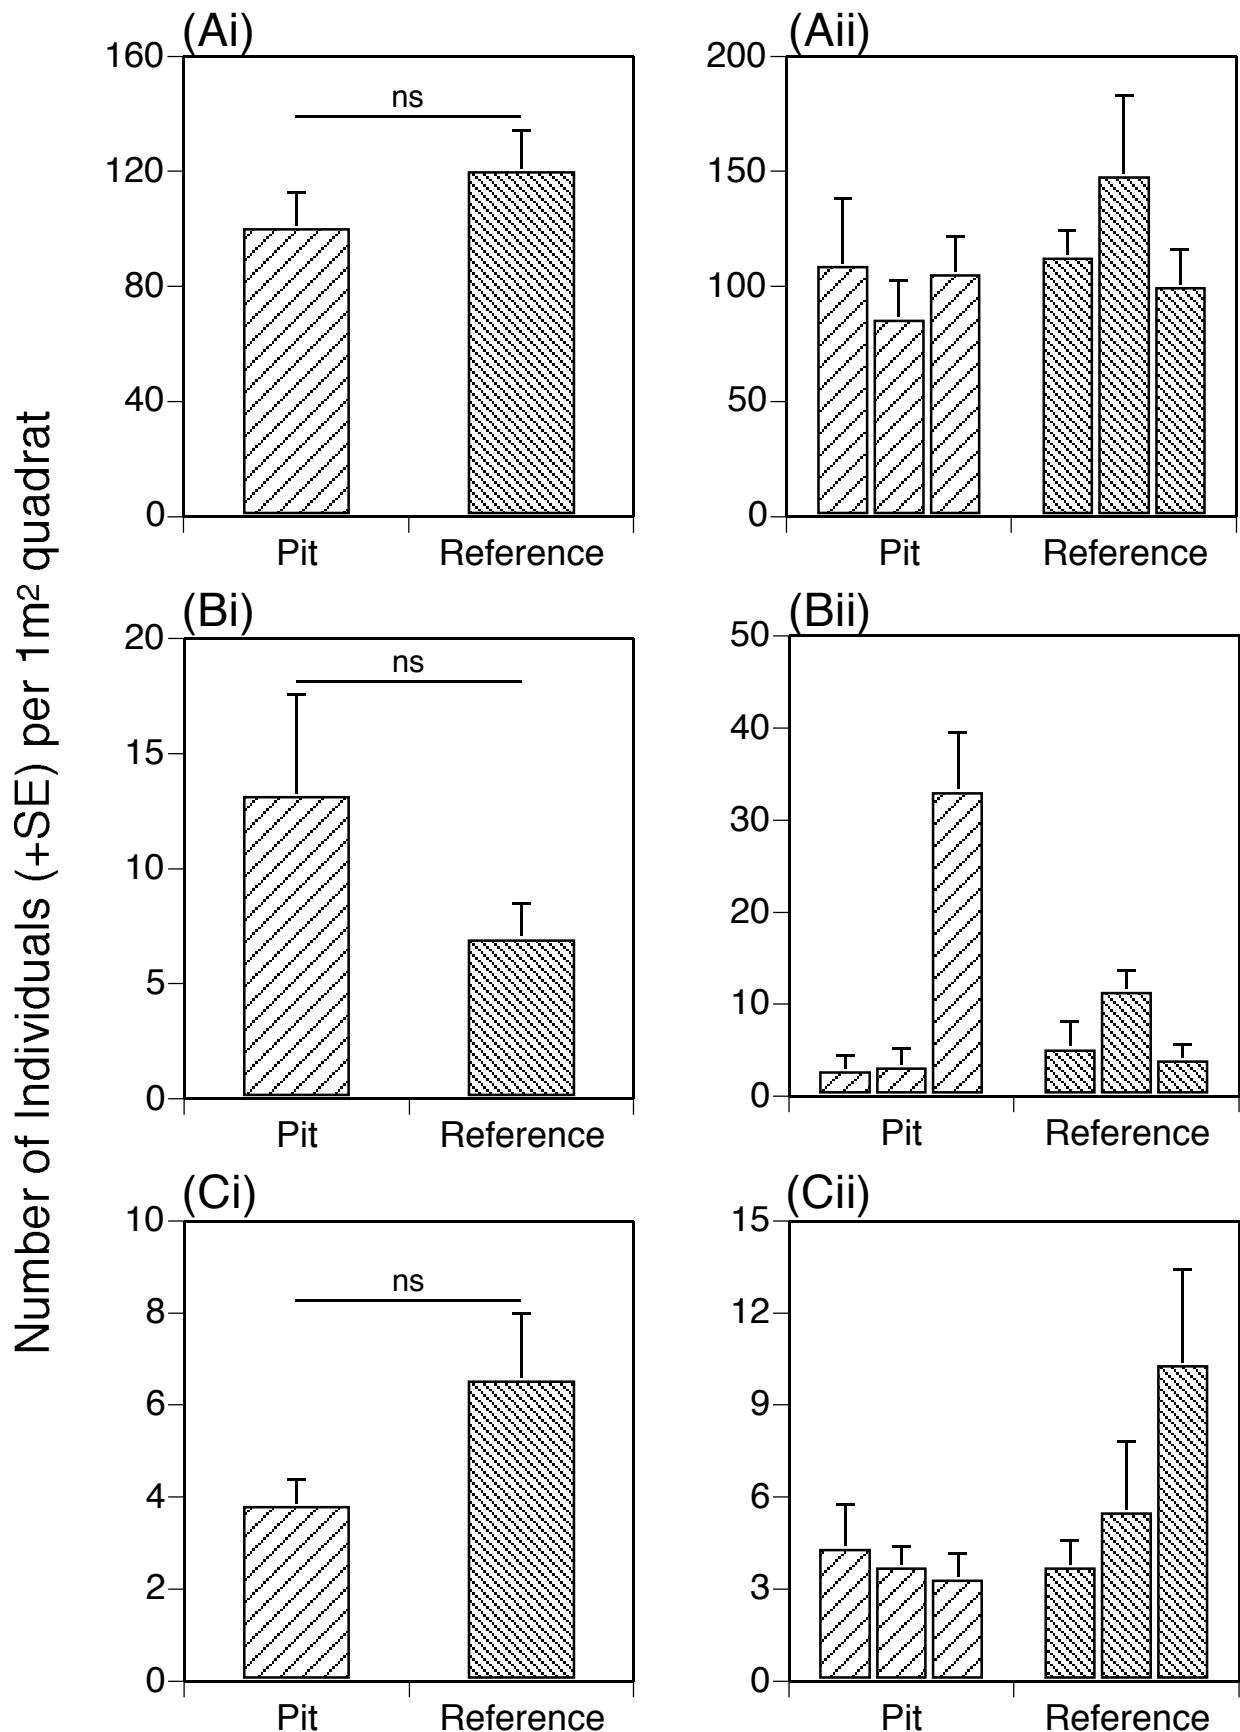 Number of Individuals (+SE) per 1m² quadrat
(Ai)
160
120
80
40
0
ns
Pit Reference
(Aii)
200
150
100
50
0
Pit Reference
(Bi)
20
15
10
5
0
ns
Pit Reference
(Bii)
50
40
30
20
10
0
Pit Reference
(Ci)
10
8
6
4
2
0
ns
Pit Reference
(Cii)
15
12
9
6
3
0
Pit Reference